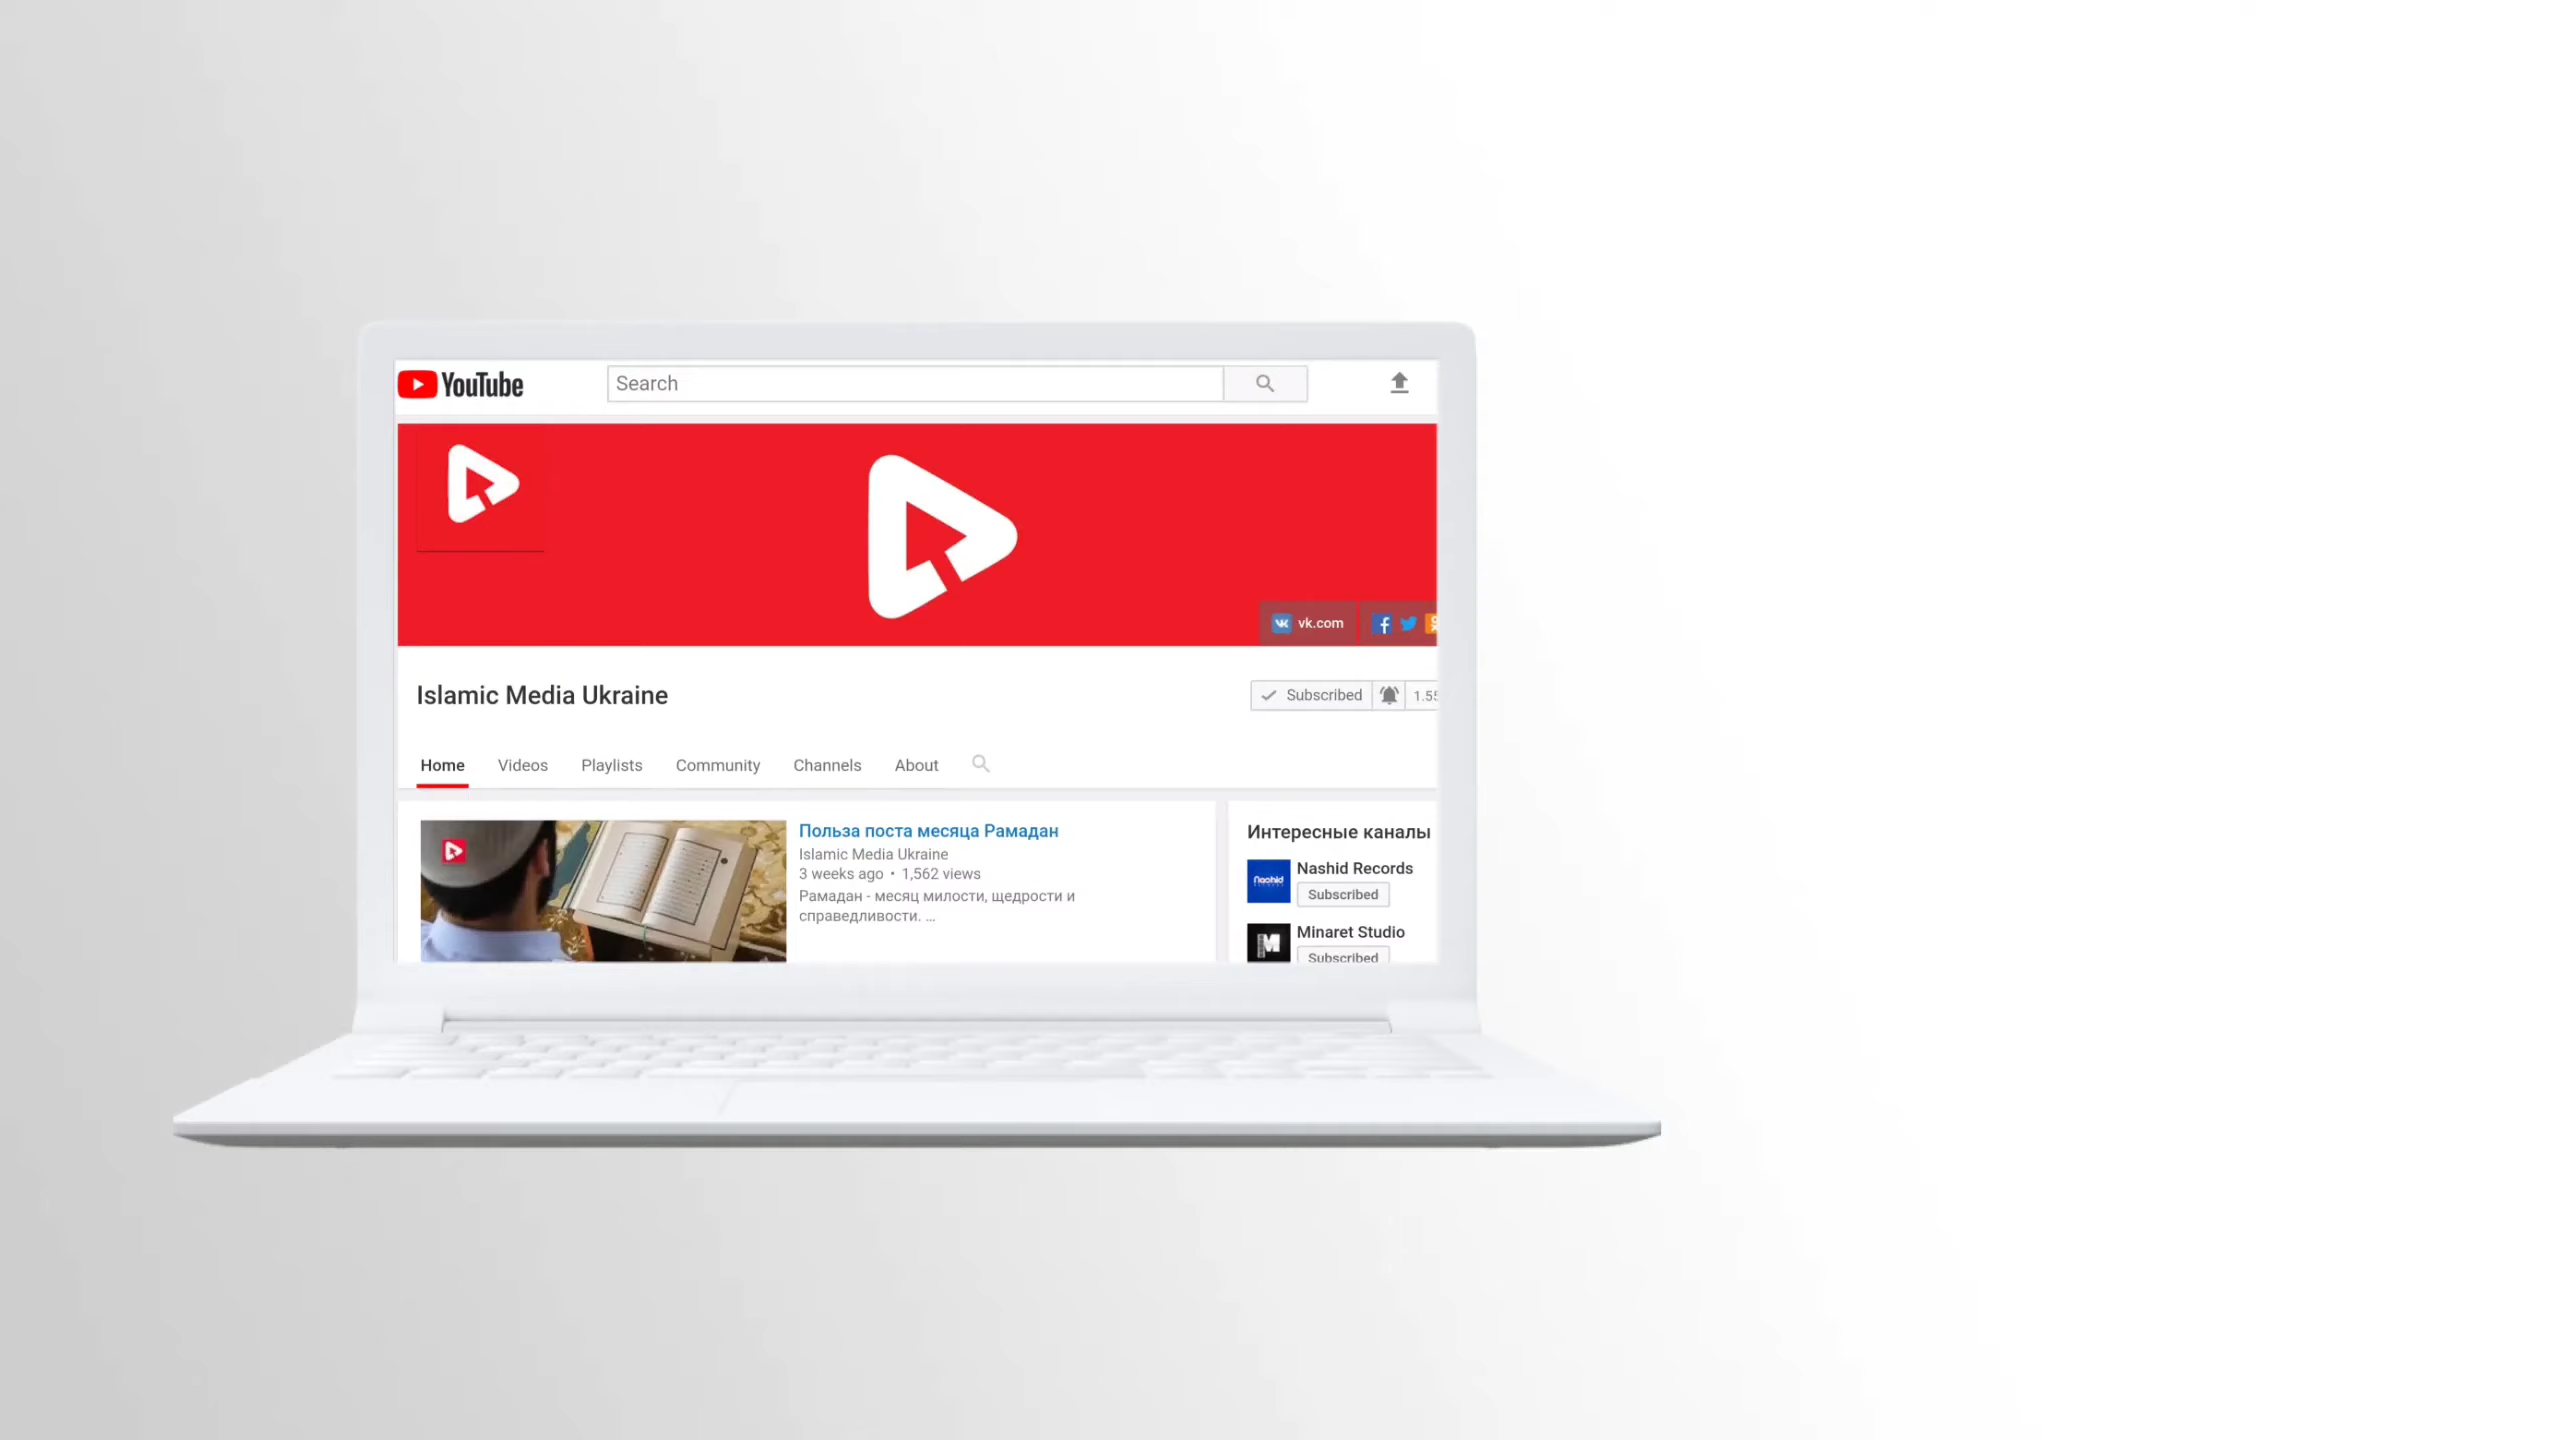 YouTube
Search
vk.com
Islamic Media Ukraine
Subscribed
Home Videos Playlists Community Channels About
Польза поста месяца Рамадан
Islamic Media Ukraine
3 weeks ago • 1,562 views
Рамадан - месяц милости, щедрости и
справедливости. ...
Интересные каналы
Nashid Records
Subscribed
Minaret Studio
Subscribed